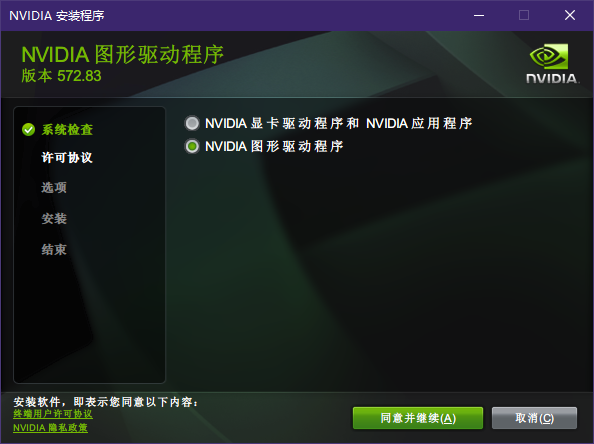 NVIDIA 安装程序
NVIDIA 图形驱动程序
版本 572.83
NVIDIA.
系统检查
许可协议
选项
安装
结束
NVIDIA 显卡驱动程序和 NVIDIA 应用程序
NVIDIA 图形驱动程序
安装软件，即表示您同意以下内容：
终端用户许可协议
NVIDIA 隐私政策
同意并继续(A)
取消(C)